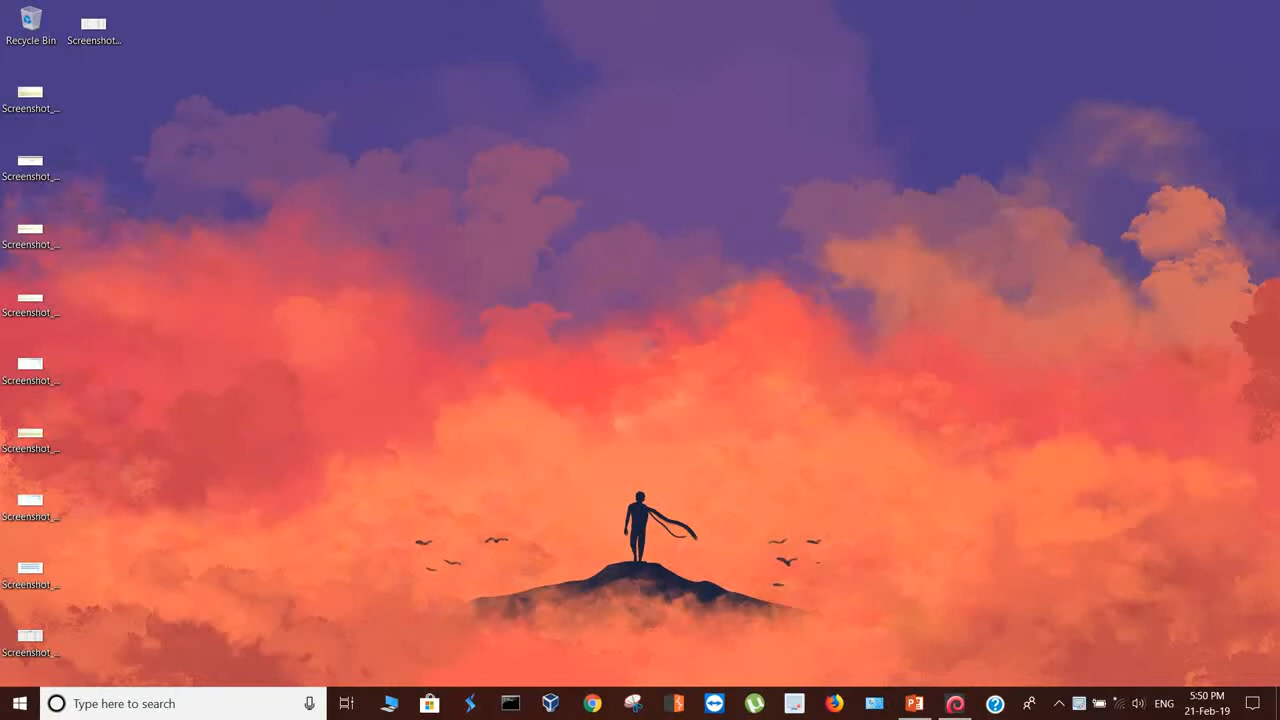 Recycle Bin
Screenshot...
Screenshot_...
Screenshot_...
Screenshot_...
Screenshot_...
Screenshot_...
Screenshot_...
Screenshot_...
Screenshot_...
Screenshot_...
Type here to search
ENG
5:50 PM
21-Feb-19